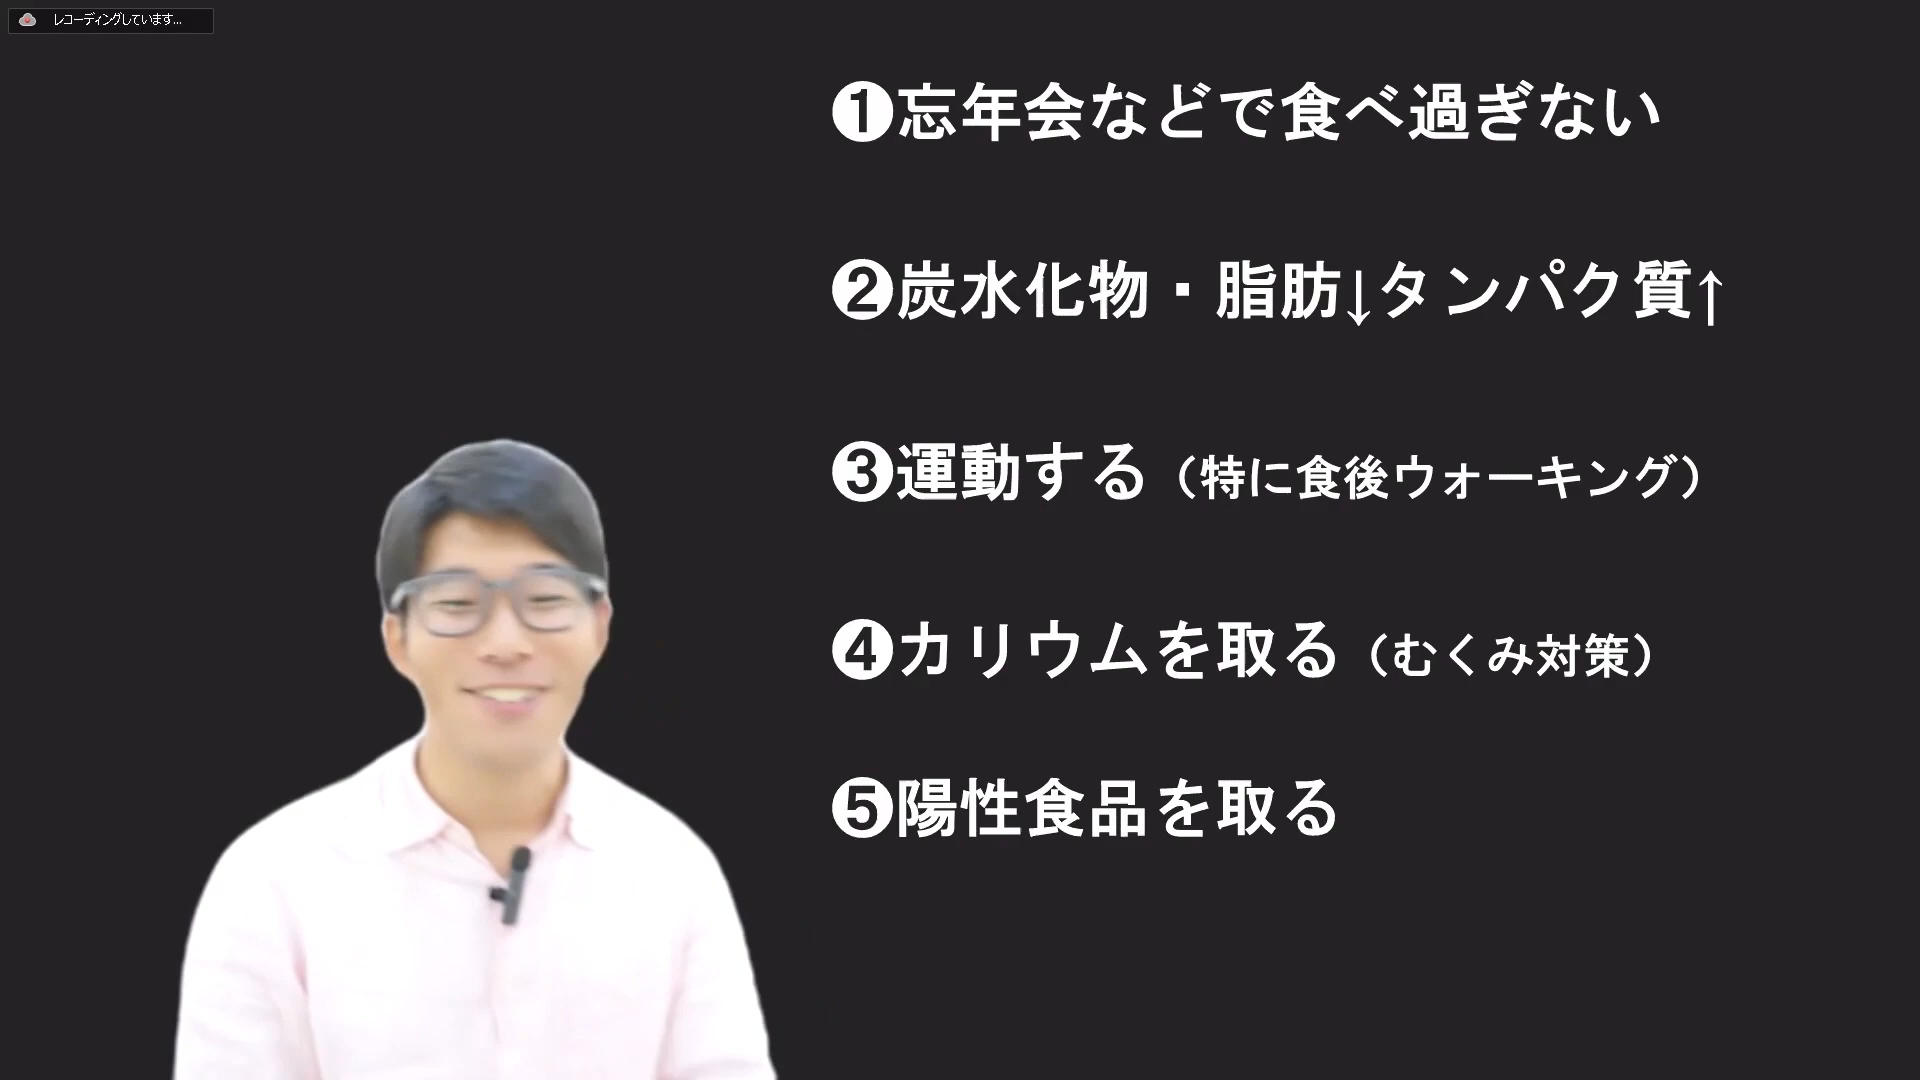 レコーディングしています...
❶忘年会などで食べ過ぎない
❷炭水化物・脂肪↓タンパク質↑
❸運動する（特に食後ウォーキング）
❹カリウムを取る（むくみ対策）
❺陽性食品を取る